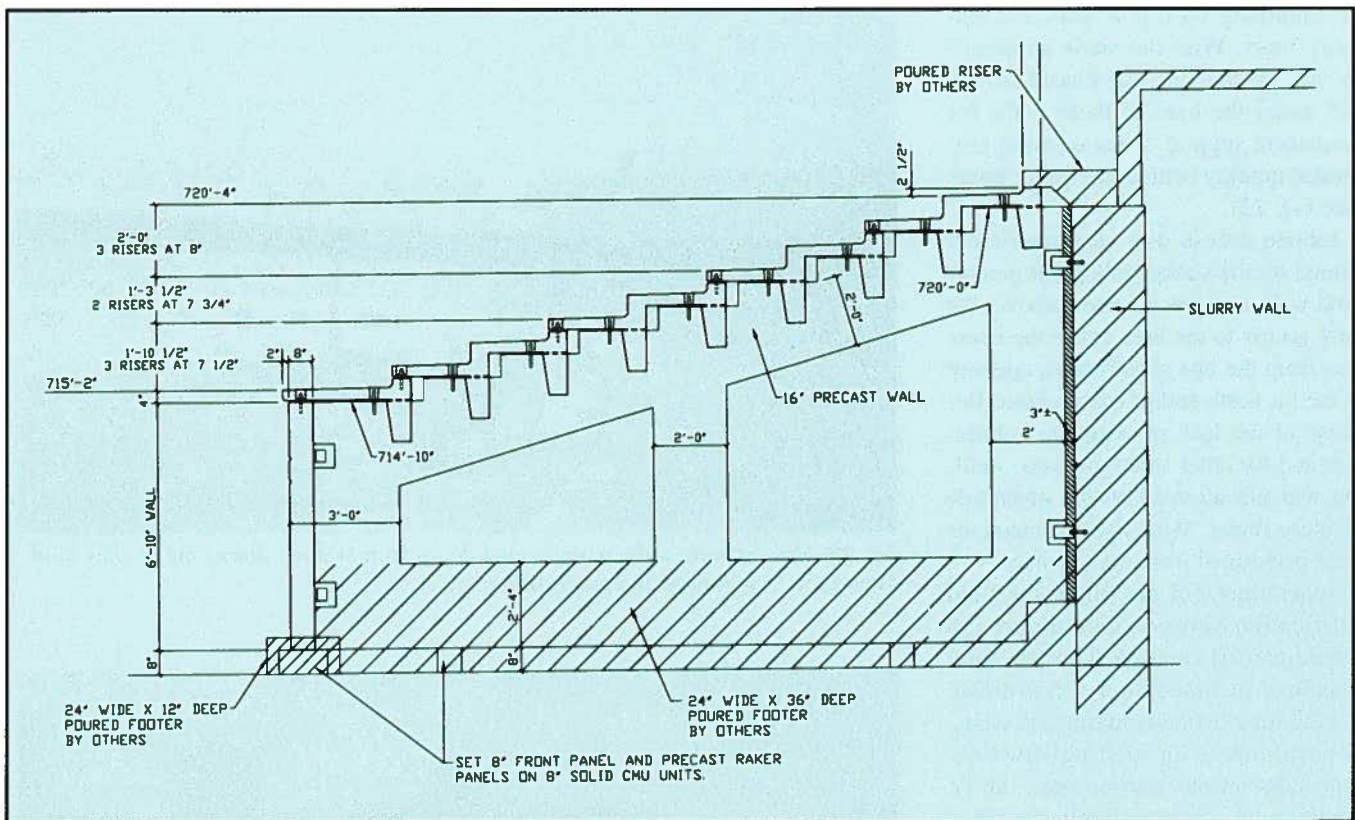 POURED RISER
BY OTHERS
2 1/2"
720'-4"
2'-0"
3 RISERS AT 8"
1'-3 1/2"
2 RISERS AT 7 3/4"
1'-10 1/2"
3 RISERS AT 7 1/2"
2" 8"
715'-2"
4"
714'-10"
720'-0"
2'-0"
SLURRY WALL
16" PRECAST WALL
3"±
2'
2'-0"
3'-0"
6'-10" WALL
2'-4"
8"
8"
24" WIDE X 12" DEEP
POURED FOOTER
BY OTHERS
24" WIDE X 36" DEEP
POURED FOOTER
BY OTHERS
SET 8" FRONT PANEL AND PRECAST RAKER
PANELS ON 8" SOLID CMU UNITS.